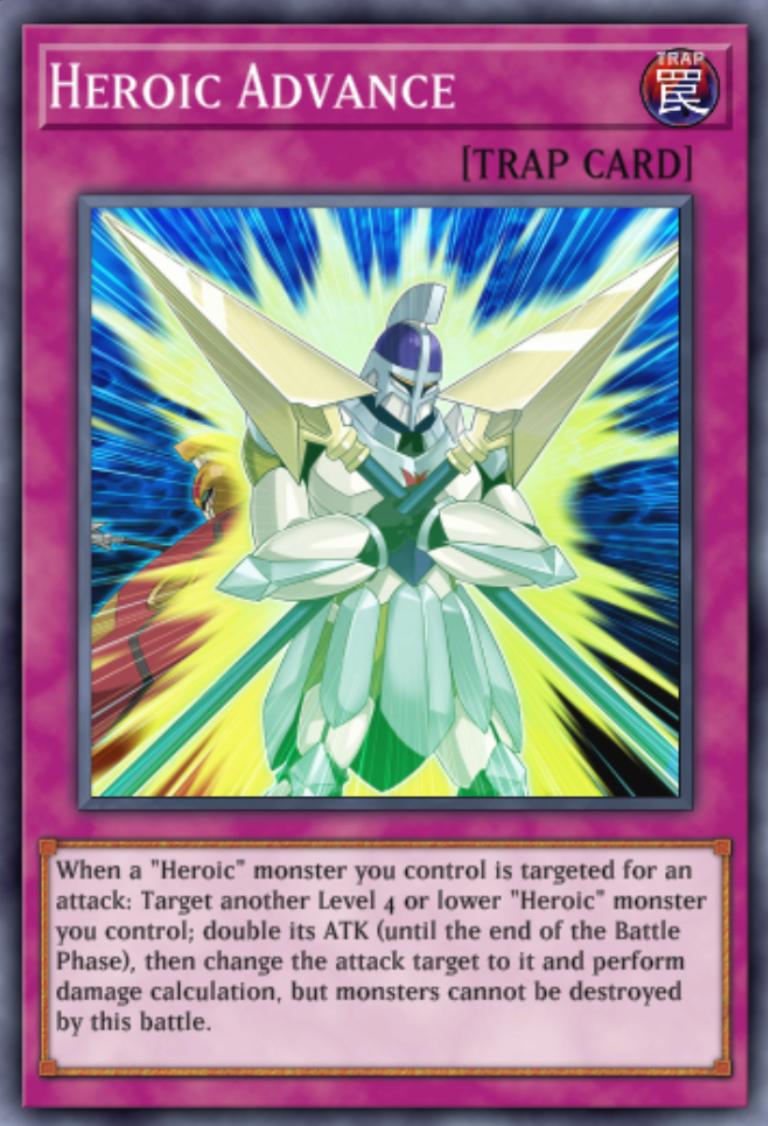 Heroic Advance
TRAP
罠
[TRAP CARD]
When a "Heroic" monster you control is targeted for an
attack: Target another Level 4 or lower "Heroic" monster
you control; double its ATK (until the end of the Battle
Phase), then change the attack target to it and perform
damage calculation, but monsters cannot be destroyed
by this battle.